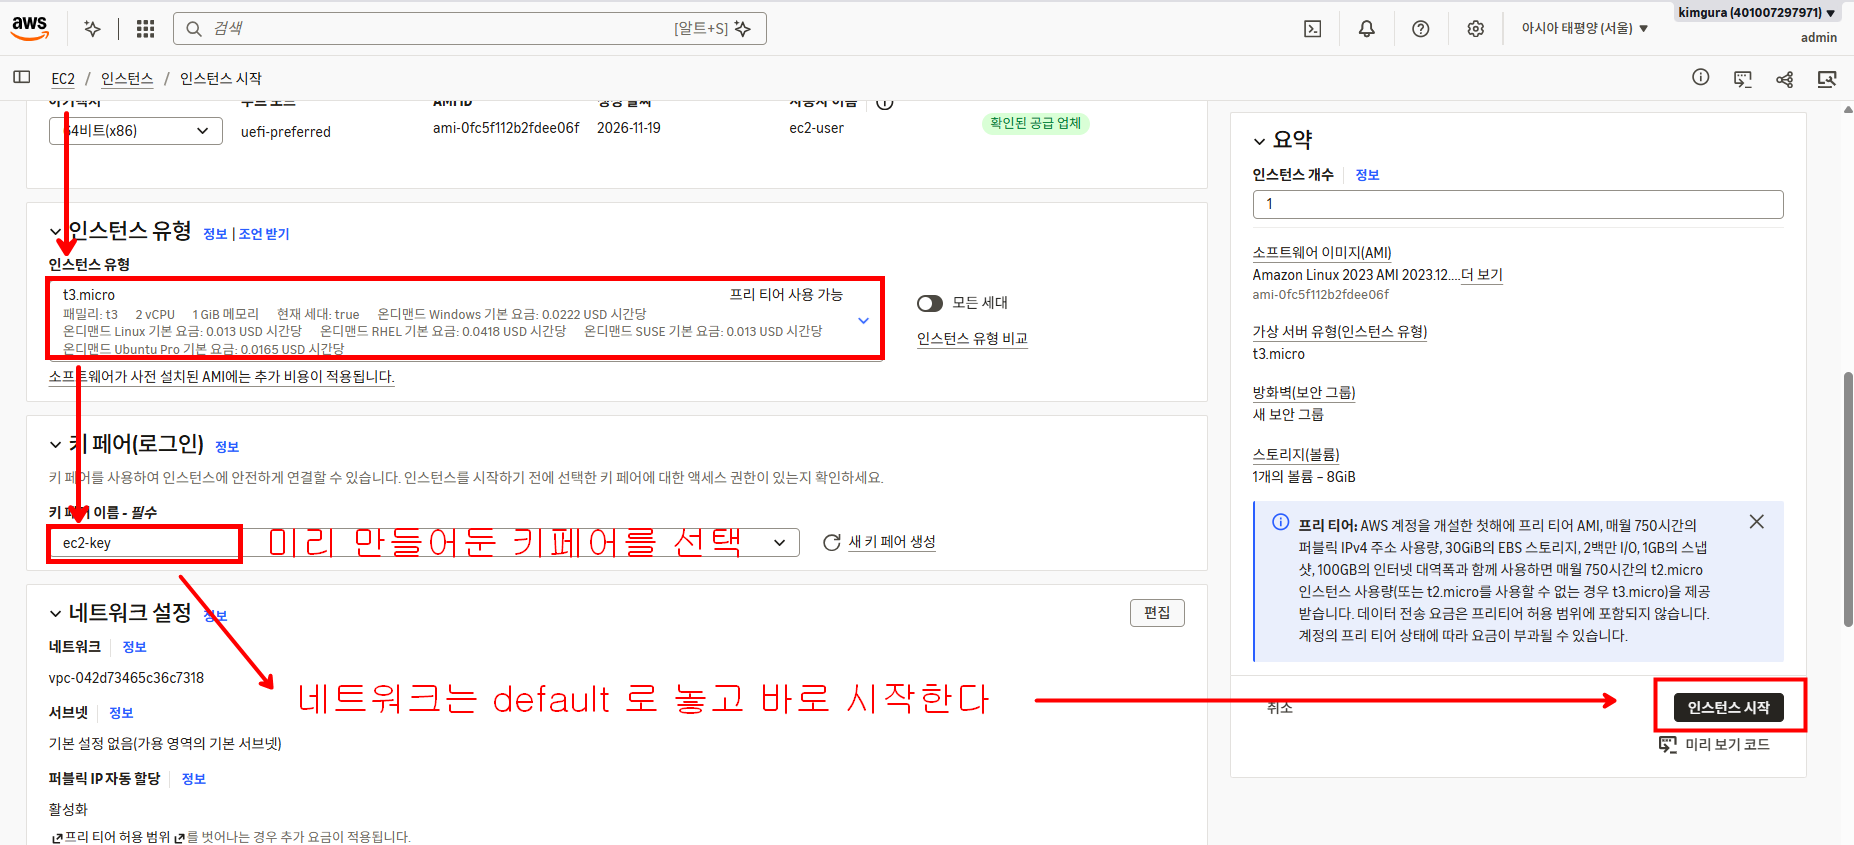 aws
검색
[알트+S]
아시아 태평양 (서울) ▼
kimgura (401007297971) ▼
admin
EC2 / 인스턴스 / 인스턴스 시작
아키텍처
부트 모드
AMI ID
생성 날짜
사용자 이름
64비트(x86)
uefi-preferred
ami-0fc5f112b2fdee06f
2026-11-19
ec2-user
확인된 공급 업체
인스턴스 유형 정보 | 조언 받기
인스턴스 유형
t3.micro
프리 티어 사용 가능
패밀리: t3 2 vCPU 1 GiB 메모리 현재 세대: true 온디맨드 Windows 기본 요금: 0.0222 USD 시간당
온디맨드 Linux 기본 요금: 0.013 USD 시간당 온디맨드 RHEL 기본 요금: 0.0418 USD 시간당 온디맨드 SUSE 기본 요금: 0.013 USD 시간당
온디맨드 Ubuntu Pro 기본 요금: 0.0165 USD 시간당
모든 세대
인스턴스 유형 비교
소프트웨어가 사전 설치된 AMI에는 추가 비용이 적용됩니다.
키 페어(로그인) 정보
키 페어를 사용하여 인스턴스에 안전하게 연결할 수 있습니다. 인스턴스를 시작하기 전에 선택한 키 페어에 대한 액세스 권한이 있는지 확인하세요.
키 페어 이름 - 필수
ec2-key
미리 만들어둔 키페어를 선택
새 키 페어 생성
네트워크 설정 정보
편집
네트워크 정보
vpc-042d73465c36c7318
서브넷 정보
기본 설정 없음(가용 영역의 기본 서브넷)
네트워크는 default 로 놓고 바로 시작한다
퍼블릭 IP 자동 할당 정보
활성화
프리 티어 허용 범위 를 벗어나는 경우 추가 요금이 적용됩니다.
요약
인스턴스 개수 정보
1
소프트웨어 이미지(AMI)
Amazon Linux 2023 AMI 2023.12....더 보기
ami-0fc5f112b2fdee06f
가상 서버 유형(인스턴스 유형)
t3.micro
방화벽(보안 그룹)
새 보안 그룹
스토리지(볼륨)
1개의 볼륨 – 8GiB
프리 티어: AWS 계정을 개설한 첫해에 프리 티어 AMI, 매월 750시간의
퍼블릭 IPv4 주소 사용량, 30GiB의 EBS 스토리지, 2백만 I/O, 1GB의 스냅
샷, 100GB의 인터넷 대역폭과 함께 사용하면 매월 750시간의 t2.micro
인스턴스 사용량(또는 t2.micro를 사용할 수 없는 경우 t3.micro)을 제공
받습니다. 데이터 전송 요금은 프리티어 허용 범위에 포함되지 않습니다.
계정의 프리 티어 상태에 따라 요금이 부과될 수 있습니다.
취소
인스턴스 시작
미리 보기 코드